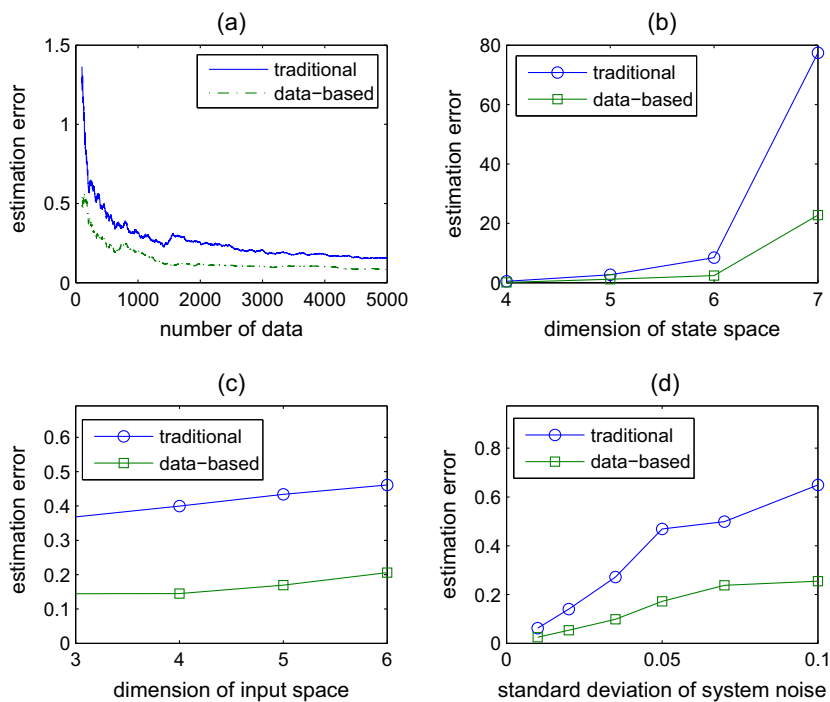 (a)
1.5
1
0.5
0
estimation error
traditional
data−based
0 1000 2000 3000 4000 5000
number of data
(b)
80
60
40
20
0
estimation error
traditional
data−based
4 5 6 7
dimension of state space
(c)
0.6
0.5
0.4
0.3
0.2
0.1
0
estimation error
traditional
data−based
3 4 5 6
dimension of input space
(d)
0.8
0.6
0.4
0.2
0
estimation error
traditional
data−based
0 0.05 0.1
standard deviation of system noise